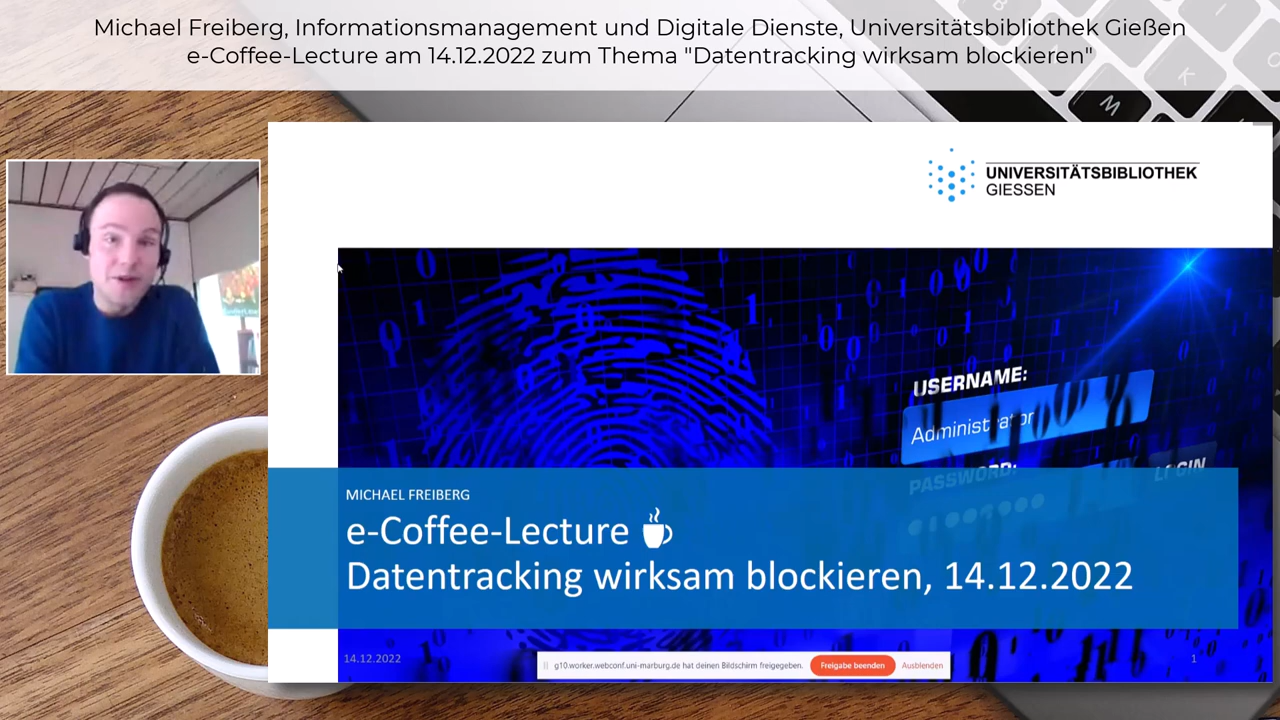 Michael Freiberg, Informationsmanagement und Digitale Dienste, Universitätsbibliothek Gießen
e-Coffee-Lecture am 14.12.2022 zum Thema "Datentracking wirksam blockieren"
UNIVERSITÄTSBIBLIOTHEK
GIESSEN
USERNAME:
Administrator
PASSWORD:
LOGIN
MICHAEL FREIBERG
e-Coffee-Lecture
Datentracking wirksam blockieren, 14.12.2022
14.12.2022
g10.worker.webconf.uni-marburg.de hat deinen Bildschirm freigegeben.
Freigabe beenden
Ausblenden
1